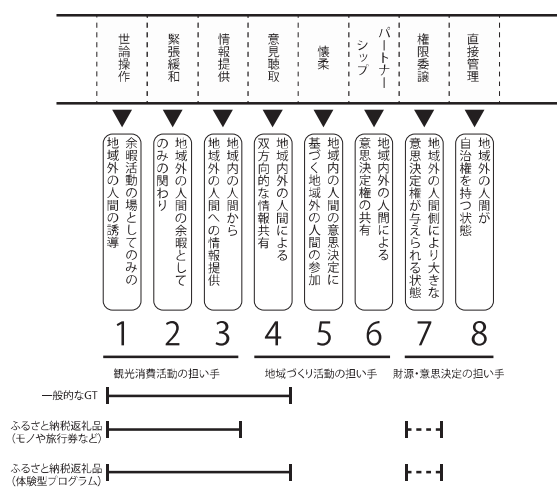 世論操作
緊張緩和
情報提供
意見聴取
懐柔
パートナー
シップ
権限委譲
直接管理
余暇活動の場としてのみの
地域外の人間の誘導
地域外の人間の余暇として
のみの関わり
地域内の人間から
地域外の人間への情報提供
地域内外の人間による
双方向的な情報共有
地域内の人間の意思決定に
基づく地域外の人間の参加
地域内外の人間による
意思決定権の共有
地域外の人間側により大きな
意思決定権が与えられる状態
地域外の人間が
自治権を持つ状態
1 2 3 4 5 6 7 8
観光消費活動の担い手 地域づくり活動の担い手 財源・意思決定の担い手
一般的なGT
ふるさと納税返礼品
(モノや旅行券など)
ふるさと納税返礼品
(体験型プログラム)